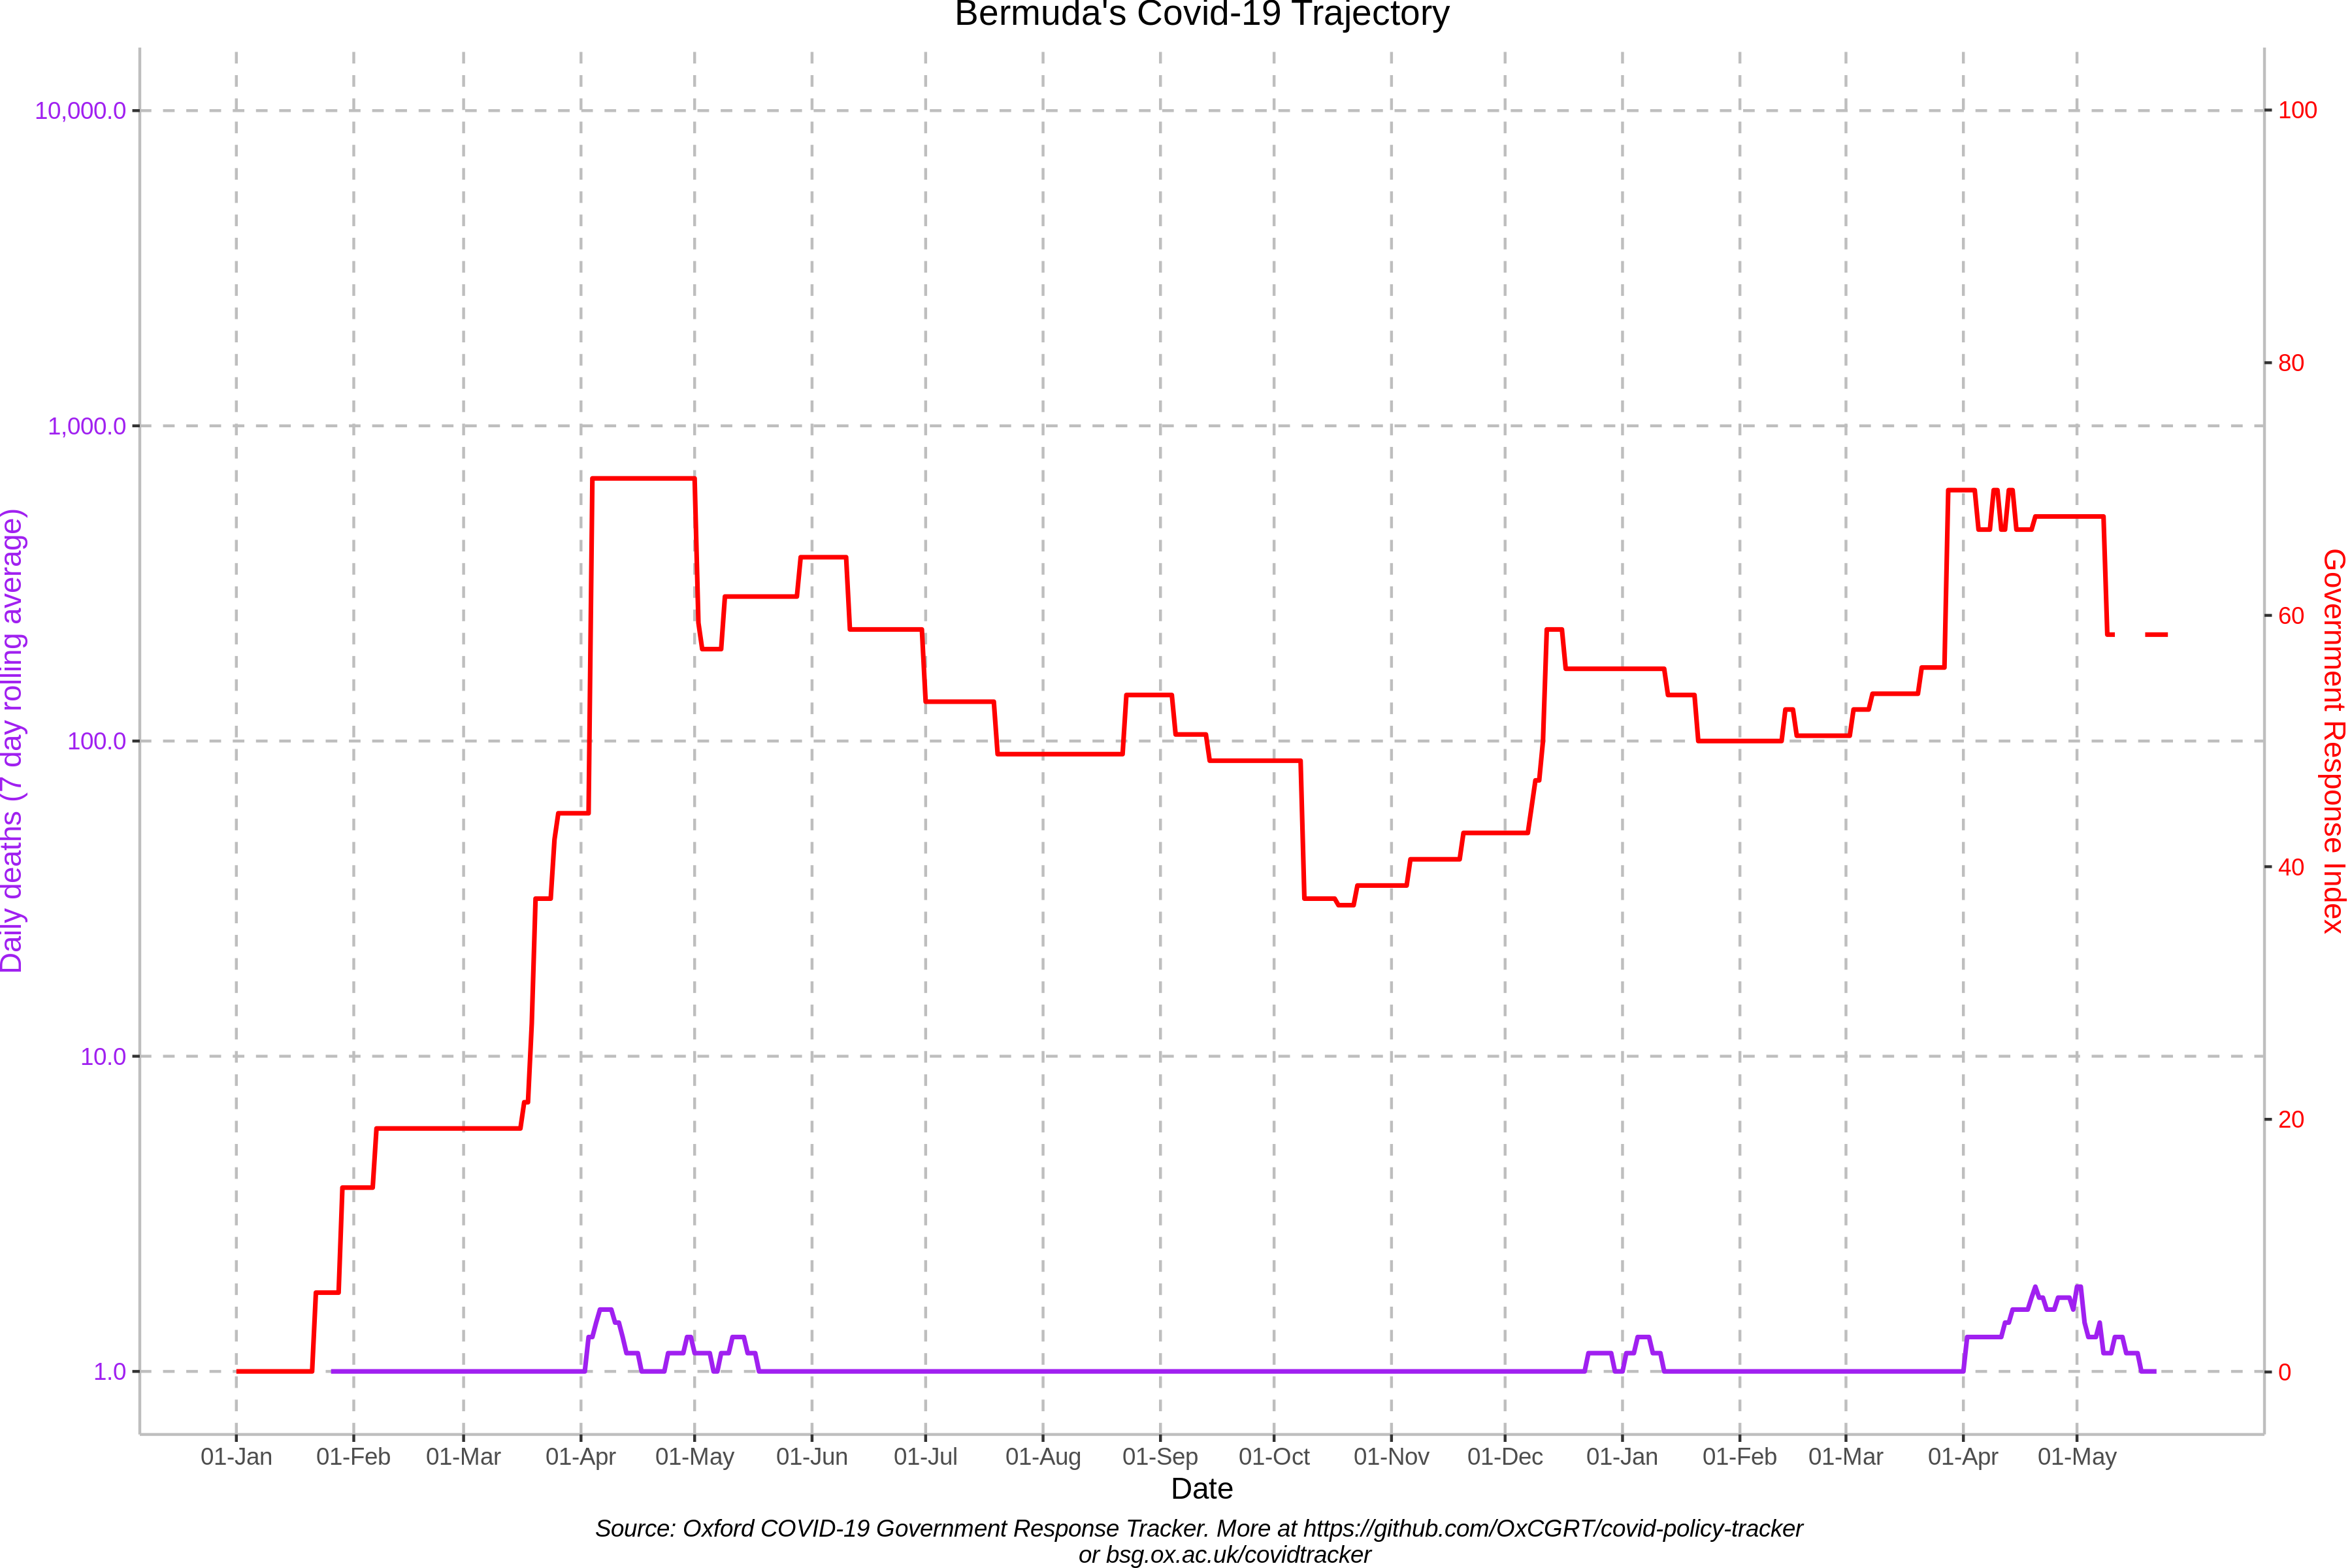 Bermuda's Covid-19 Trajectory
10,000.0
1,000.0
100.0
10.0
1.0
Daily deaths (7 day rolling average)
100
80
60
40
20
0
Government Response Index
01-Jan 01-Feb 01-Mar 01-Apr 01-May 01-Jun 01-Jul 01-Aug 01-Sep 01-Oct 01-Nov 01-Dec 01-Jan 01-Feb 01-Mar 01-Apr 01-May
Date
Source: Oxford COVID-19 Government Response Tracker. More at https://github.com/OxCGRT/covid-policy-tracker
or bsg.ox.ac.uk/covidtracker